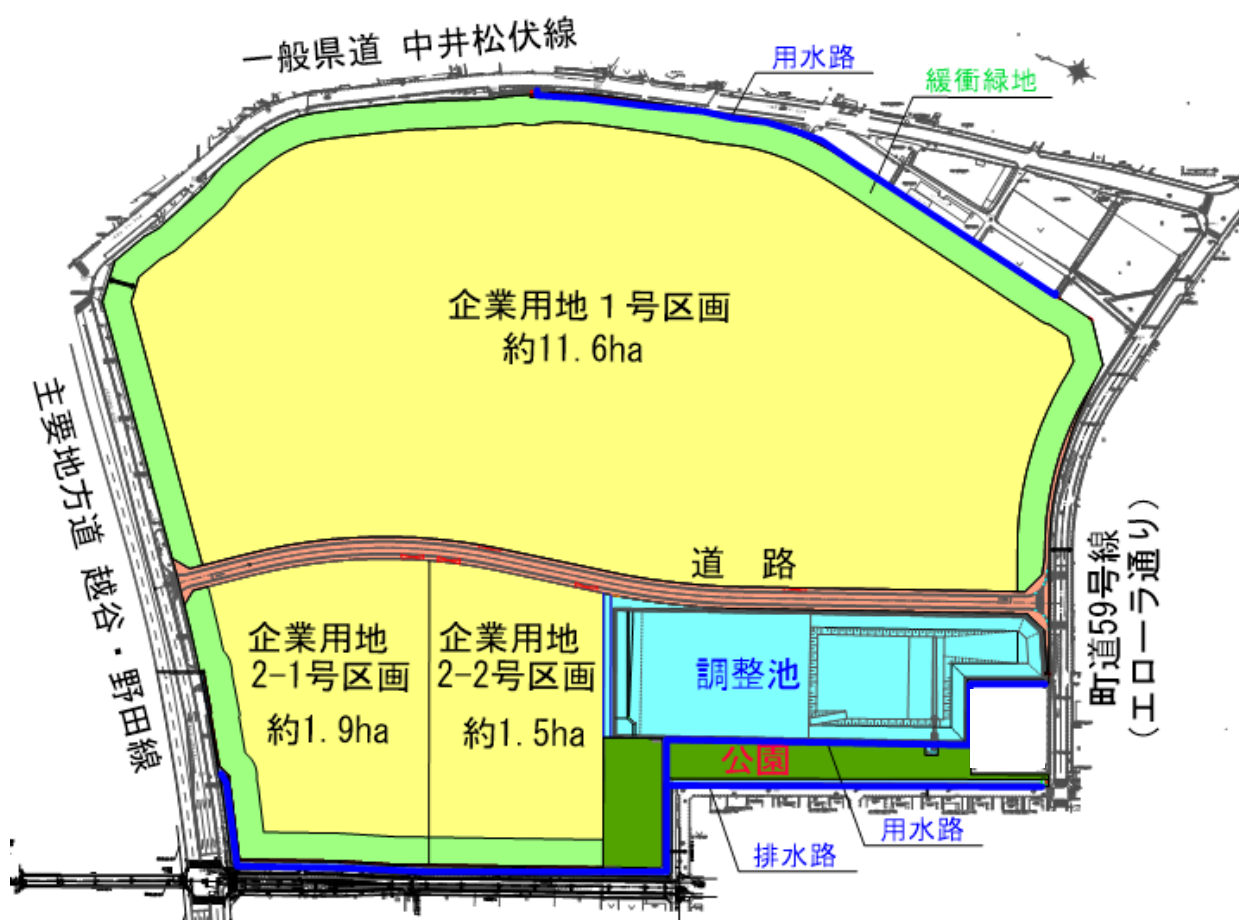 一般県道 中井松伏線
用水路
緩衝緑地
企業用地１号区画
約11.6ha
主要地方道 越谷・野田線
道 路
町道59号線
(エローラ通り)
企業用地
2-1号区画
約1.9ha
企業用地
2-2号区画
約1.5ha
調整池
公園
用水路
排水路